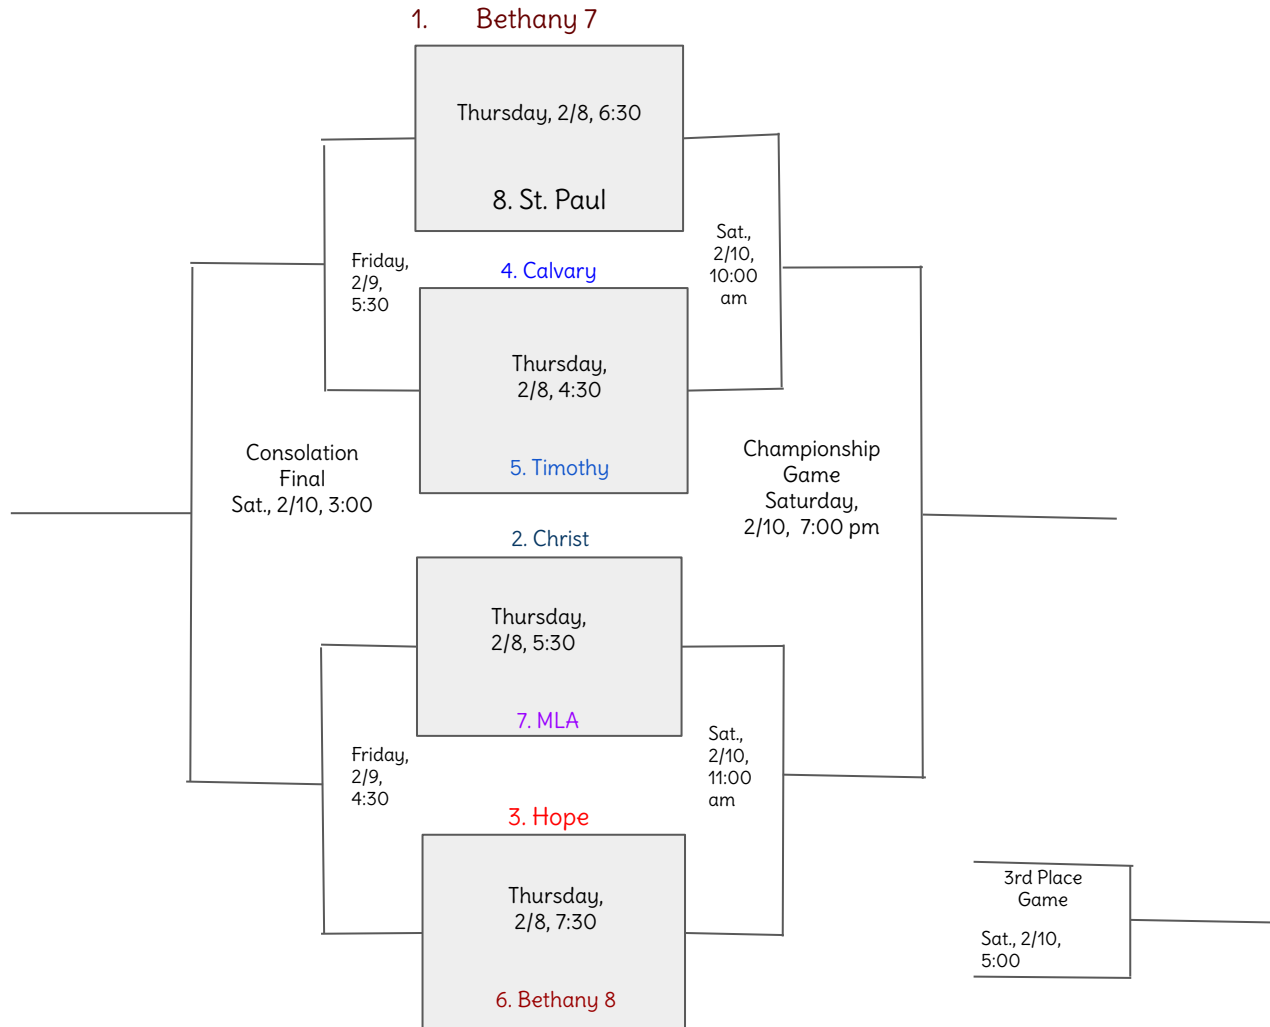 1. Bethany 7
Thursday, 2/8, 6:30
8. St. Paul
Friday,
2/9,
5:30
Sat.,
2/10,
10:00
am
4. Calvary
Thursday,
2/8, 4:30
5. Timothy
Consolation
Final
Sat., 2/10, 3:00
Championship
Game
Saturday,
2/10, 7:00 pm
2. Christ
Thursday,
2/8, 5:30
7. MLA
Friday,
2/9,
4:30
Sat.,
2/10,
11:00
am
3. Hope
Thursday,
2/8, 7:30
6. Bethany 8
3rd Place
Game
Sat., 2/10,
5:00